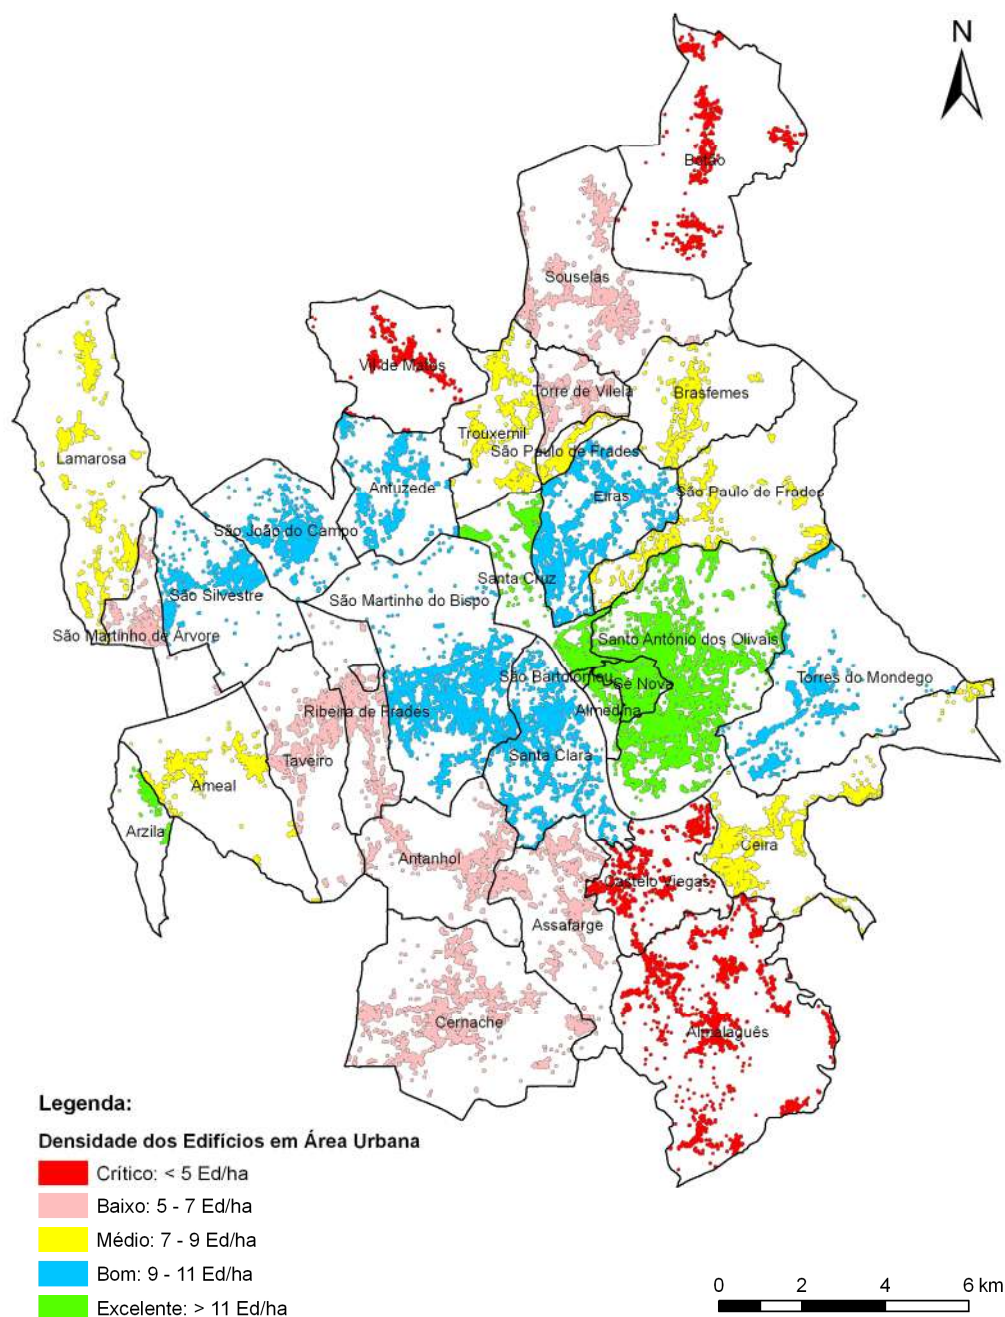 N
Botão
Souselas
Vil de Matos
Torre de Vilela
Brasfemes
Trouxemil
São Paulo de Frades
Lamarosa
Antuzede
Eiras
São Paulo de Frades
São João do Campo
Santa Cruz
São Silvestre
São Martinho do Bispo
São Martinho de Arvore
Santo António dos Olivais
São Bartolomeu
Sé Nova
Torres do Mondego
Ribeira de Frades
Almedina
Santa Clara
Taveiro
Ameal
Arzila
Ceira
Antanhol
Castelo Viegas
Assafarge
Cernache
Almalaguês
Legenda:
Densidade dos Edifícios em Área Urbana
Crítico: < 5 Ed/ha
Baixo: 5 - 7 Ed/ha
Médio: 7 - 9 Ed/ha
Bom: 9 - 11 Ed/ha
Excelente: > 11 Ed/ha
0 2 4 6 km